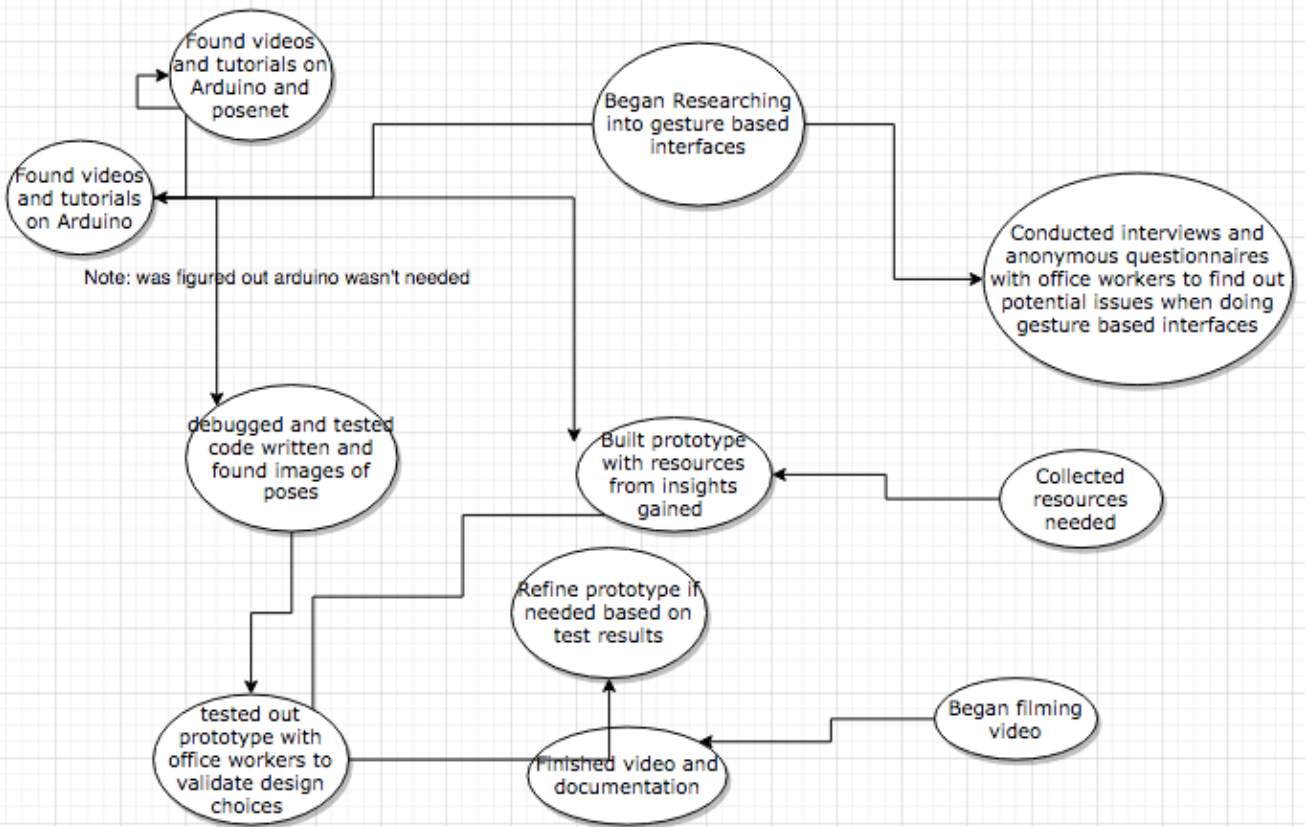 Found videos
and tutorials on
Arduino and
posenet
Began Researching
into gesture based
interfaces
Found videos
and tutorials
on Arduino
Conducted interviews and
anonymous questionnaires
with office workers to find out
potential issues when doing
gesture based interfaces
Note: was figured out arduino wasn't needed
debugged and tested
code written and
found images of
poses
Built prototype
with resources
from insights
gained
Collected
resources
needed
Refine prototype if
needed based on
test results
tested out
prototype with
office workers to
validate design
choices
Finished video and
documentation
Began filming
video